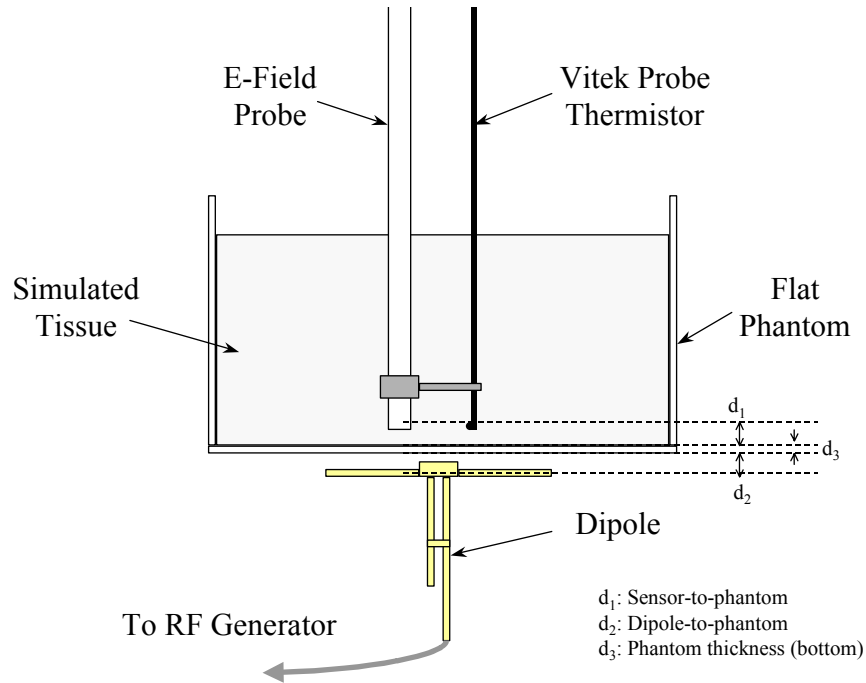 E-Field
Probe
Vitek Probe
Thermistor
Simulated
Tissue
Flat
Phantom
d₁
d₃
d₂
Dipole
d₁: Sensor-to-phantom
d₂: Dipole-to-phantom
d₃: Phantom thickness (bottom)
To RF Generator